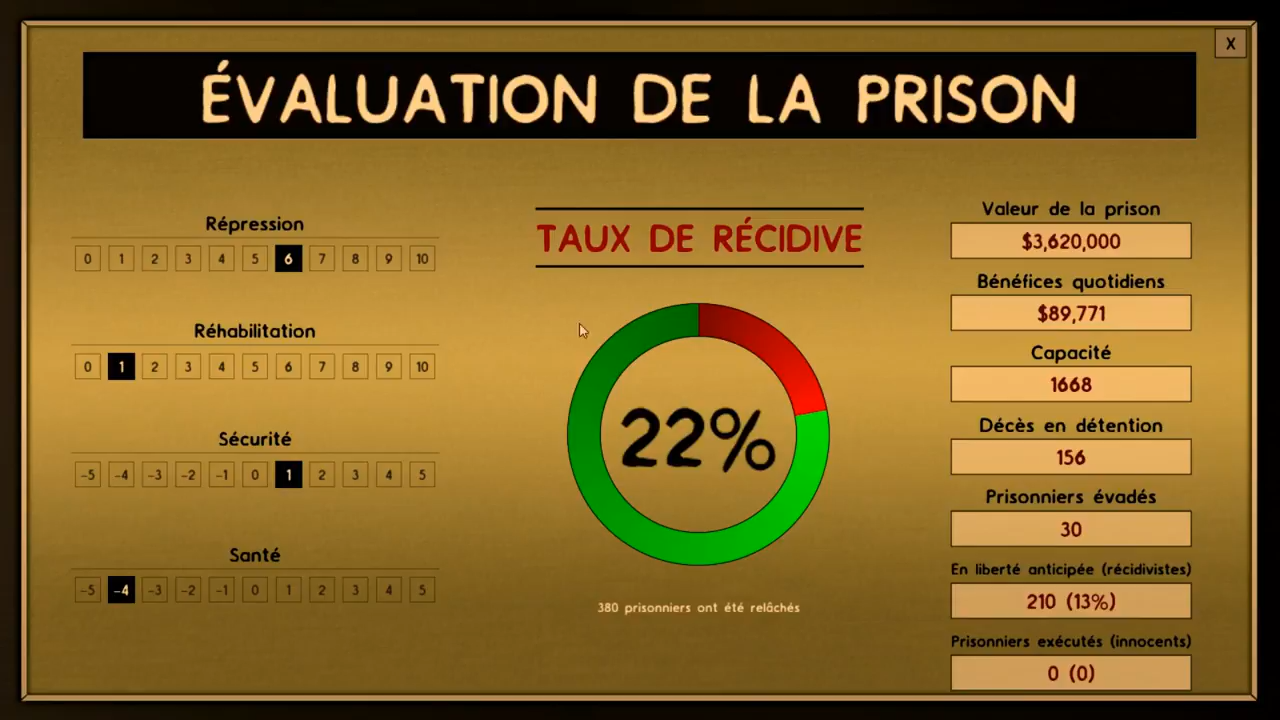 X
ÉVALUATION DE LA PRISON
Répression
0 1 2 3 4 5 6 7 8 9 10
Réhabilitation
0 1 2 3 4 5 6 7 8 9 10
Sécurité
-5 -4 -3 -2 -1 0 1 2 3 4 5
Santé
-5 -4 -3 -2 -1 0 1 2 3 4 5
TAUX DE RÉCIDIVE
22%
380 prisonniers ont été relâchés
Valeur de la prison
$3,620,000
Bénéfices quotidiens
$89,771
Capacité
1668
Décès en détention
156
Prisonniers évadés
30
En liberté anticipée (récidivistes)
210 (13%)
Prisonniers exécutés (innocents)
0 (0)